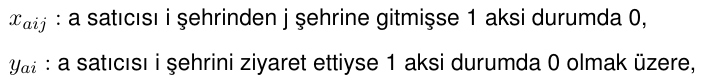 x_{aij} : a satıcısı i şehrinden j şehrine gitmişse 1 aksi durumda 0,
y_{ai} : a satıcısı i şehrini ziyaret ettiyse 1 aksi durumda 0 olmak üzere,